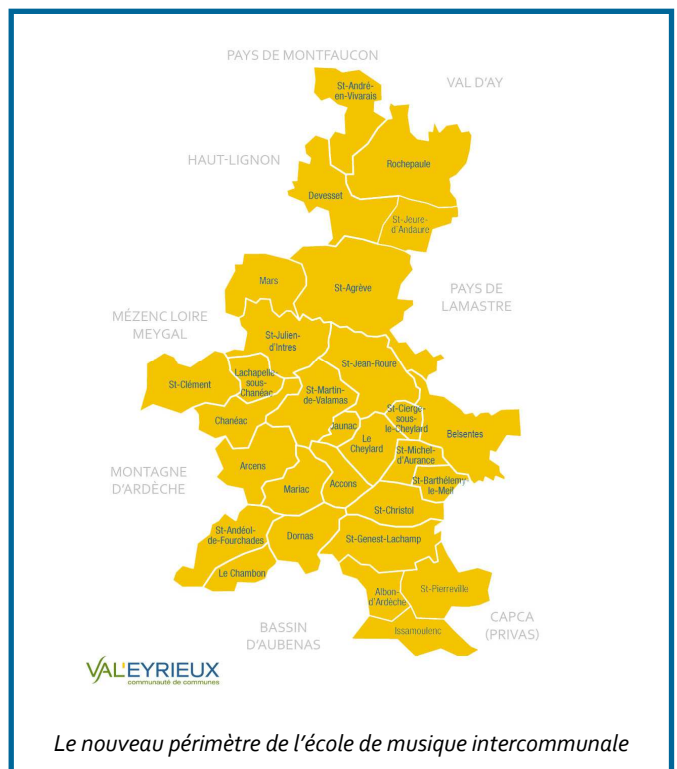 PAYS DE MONTFAUCON
St-André-
en-Vivarais
VAL D'AY
HAUT-LIGNON
Rochepaule
Devesset
St-Jeure-
d'Andaure
Mars
St-Agrève
PAYS DE
LAMASTRE
MÉZENC LOIRE
MEYGAL
St-Julien-
d'Intres
St-Jean-Roure
St-Clément
Lachapelle-
sous-
Chanéac
St-Martin-
de-Valamas
Chanéac
Jaunac
St-Cierge-
sous-
le-Cheylard
Belsentes
Le
Cheylard
St-Michel-
d'Aurance
Arcens
MONTAGNE
D'ARDÈCHE
Mariac
Accons
St-Barthélemy-
le-Meil
St-Christol
St-Andéol-
de-Fourchades
Dornas
St-Genest-Lachamp
Le Chambon
Albon-
d'Ardèche
St-Pierreville
BASSIN
D'AUBENAS
Issamoulenc
CAPCA
(PRIVAS)
VAL'EYRIEUX
communauté de communes
Le nouveau périmètre de l'école de musique intercommunale